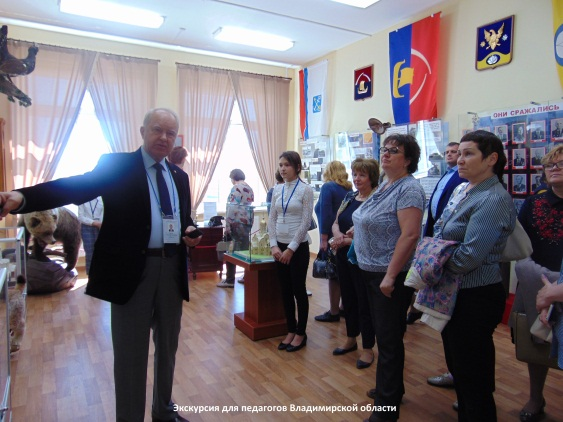 ОНИ СРАЖАЛИСЬ
Экскурсия для педагогов Владимирской области